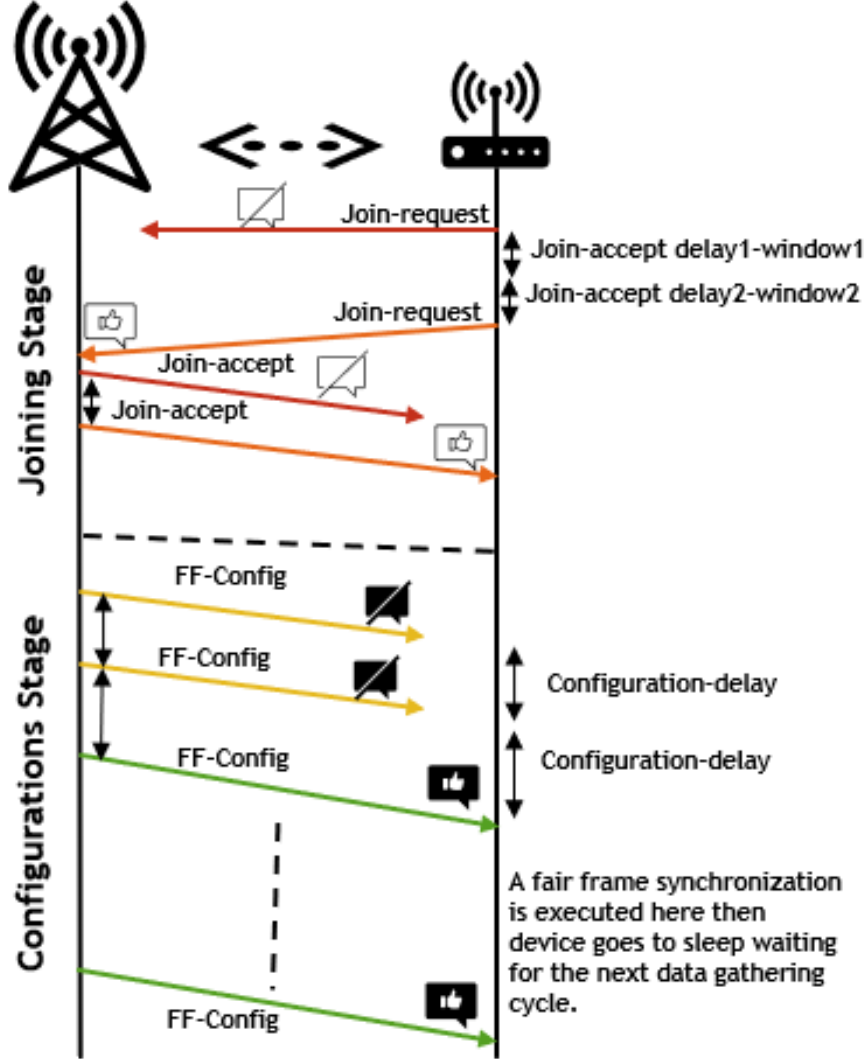 Join-request
Join-accept delay1-window1
Join-accept delay2-window2
Join-request
Join-accept
Join-accept
Joining Stage
FF-Config
FF-Config
Configuration-delay
FF-Config
Configuration-delay
Configurations Stage
A fair frame synchronization
is executed here then
device goes to sleep waiting
for the next data gathering
cycle.
FF-Config